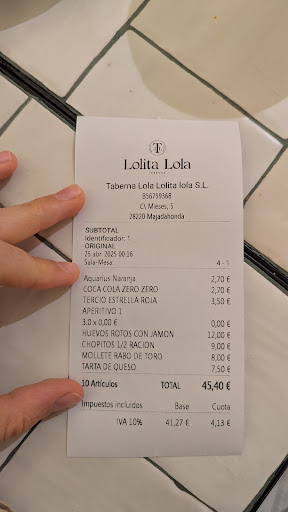 Lolita Lola
TABERNA
Taberna Lola Lolita lola S.L.
B56759368
C\ Mieses, 5
28220 Majadahonda
SUBTOTAL
Identificador: 1
ORIGINAL
25 abr. 2025 00:16
Sala-Mesa 4 - 1
Aquarius Naranja 2,70 €
COCA COLA ZERO ZERO 2,70 €
TERCIO ESTRELLA ROJA 3,50 €
APERITIVO 1
3.0 x 0,00 € 0,00 €
HUEVOS ROTOS CON JAMON 12,00 €
CHOPITOS 1/2 RACION 9,00 €
MOLLETE RABO DE TORO 8,00 €
TARTA DE QUESO 7,50 €
10 Artículos TOTAL 45,40 €
Impuestos incluidos Base Cuota
IVA 10% 41,27 € 4,13 €